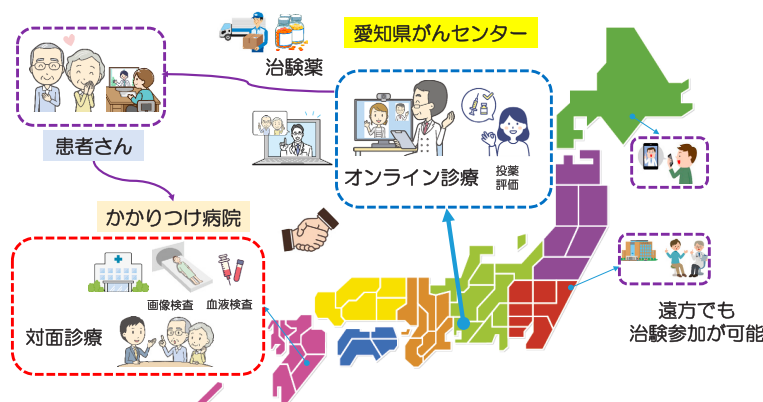 愛知県がんセンター
治験薬
患者さん
オンライン診療
投薬
評価
かかりつけ病院
画像検査
血液検査
対面診療
遠方でも
治験参加が可能